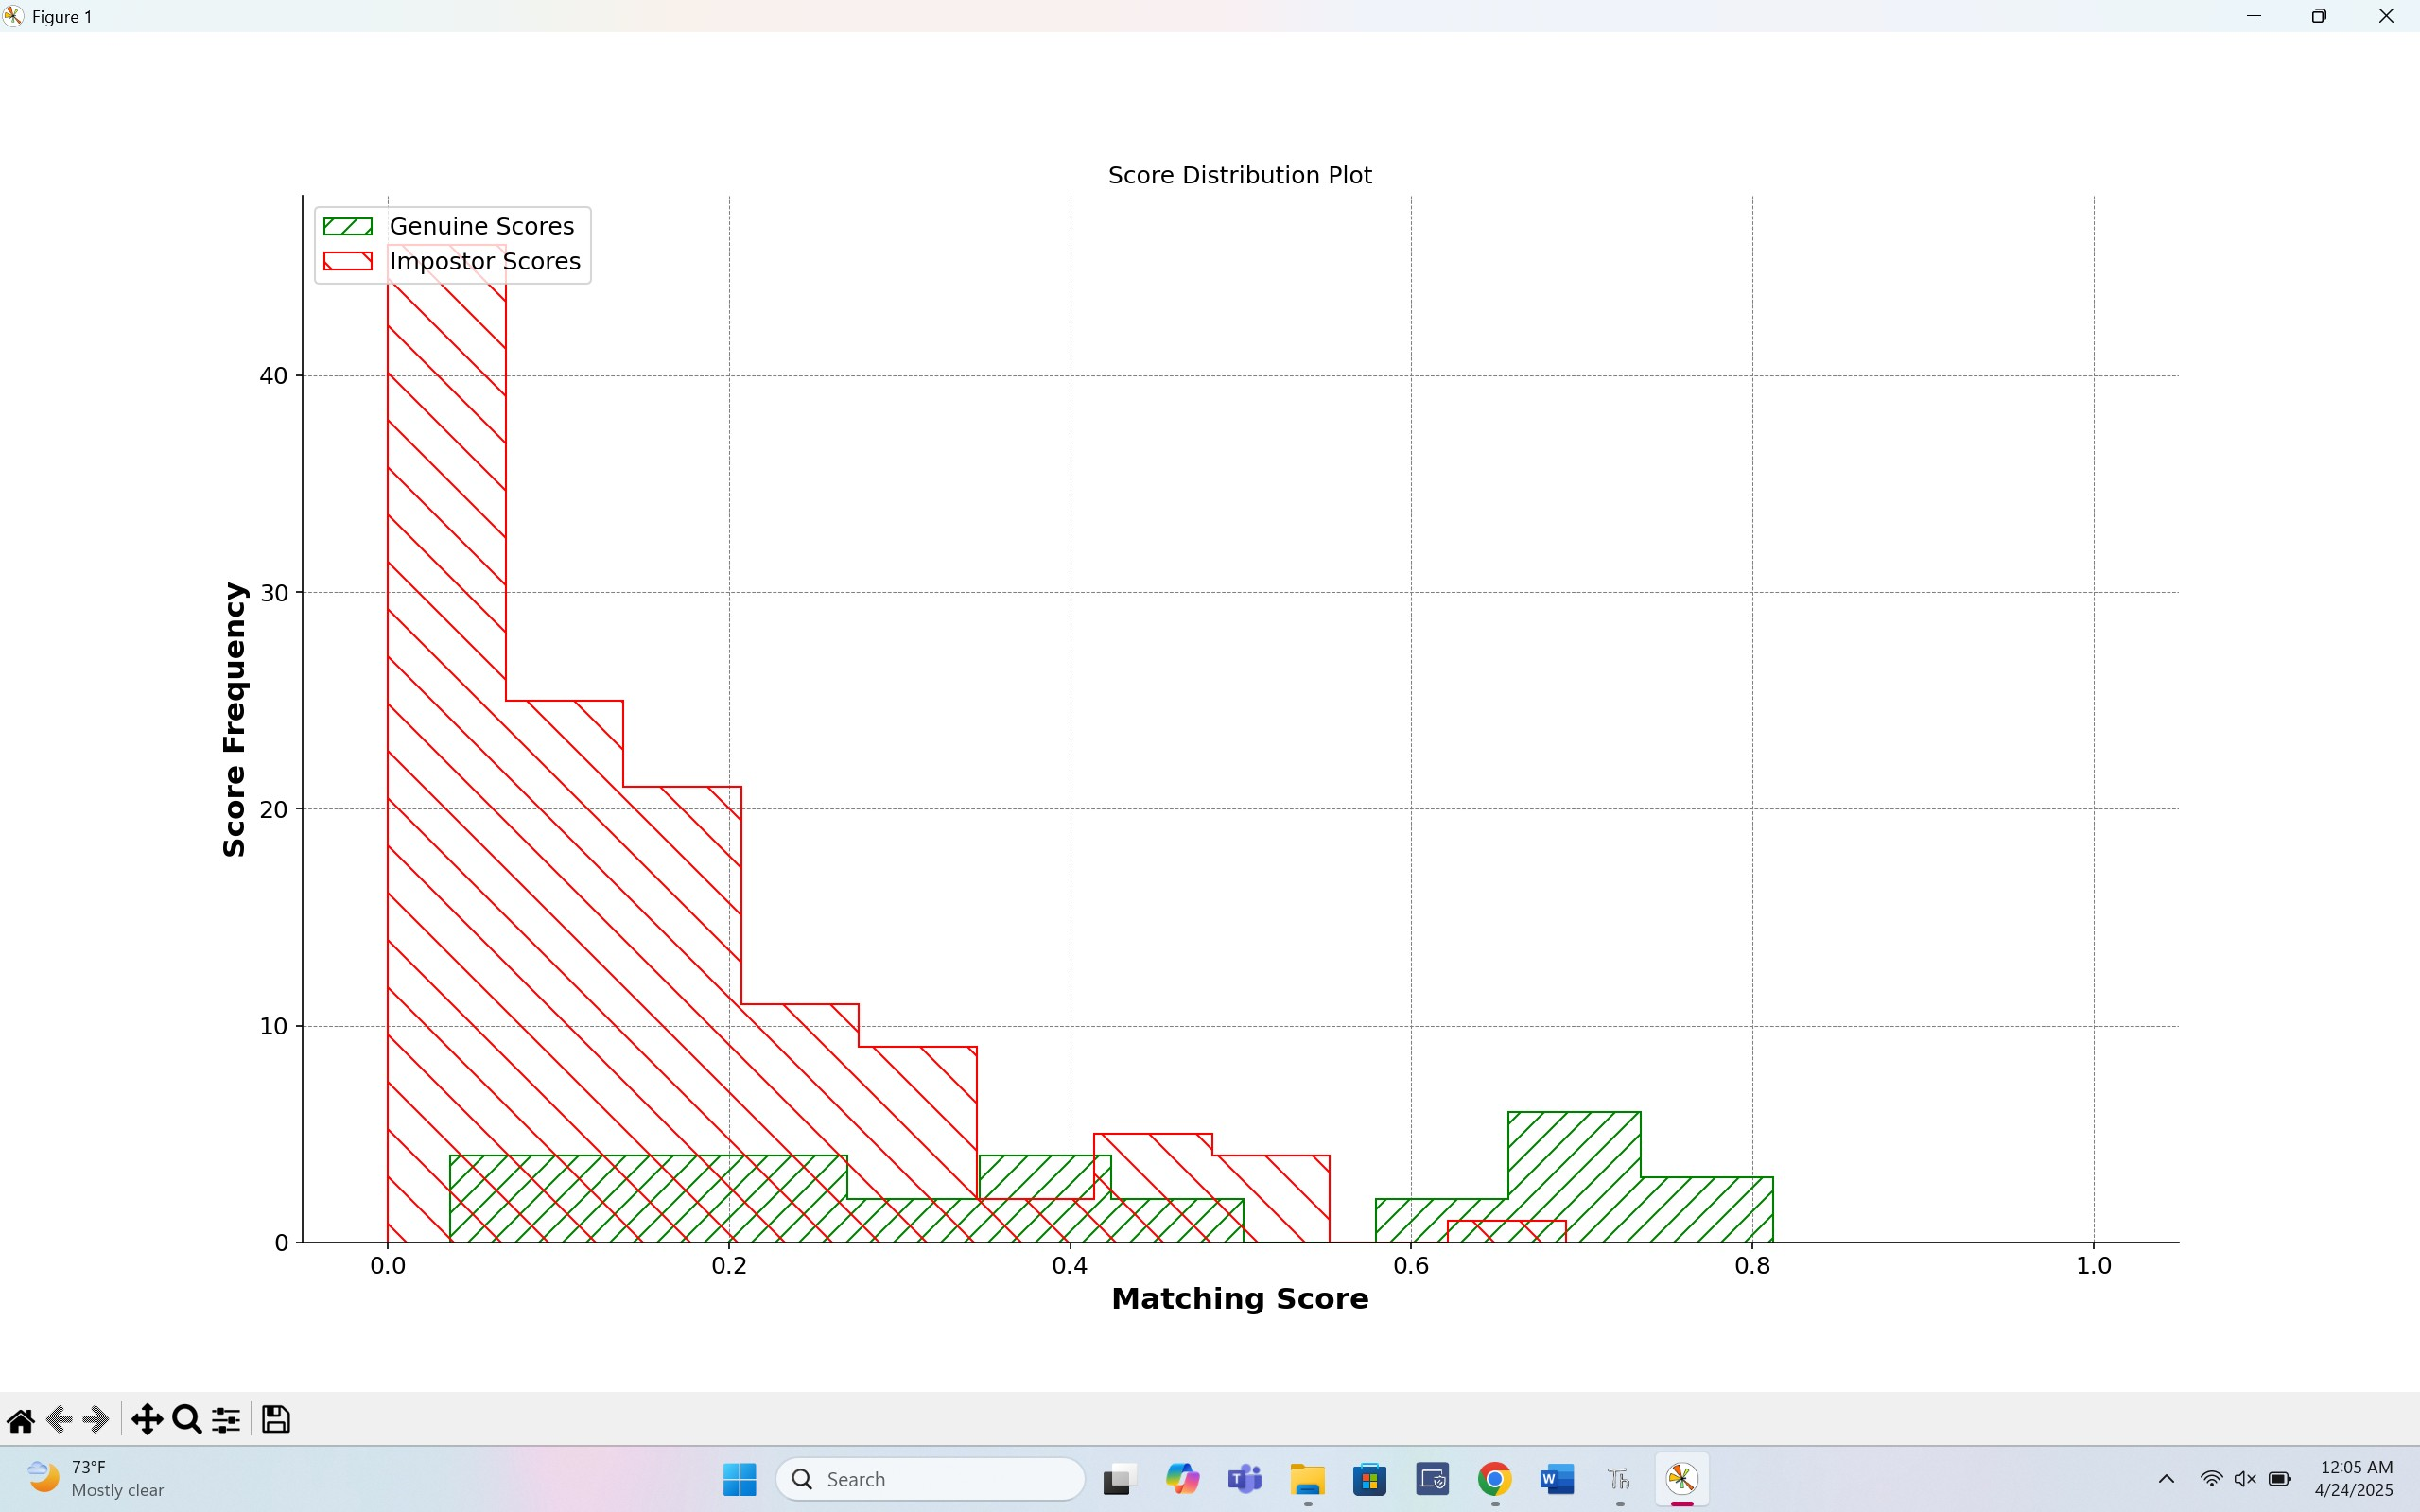 Figure 1
Score Distribution Plot
Genuine Scores
Impostor Scores
40
30
20
10
0
Score Frequency
0.0 0.2 0.4 0.6 0.8 1.0
Matching Score
73°F
Mostly clear
Search
12:05 AM
4/24/2025